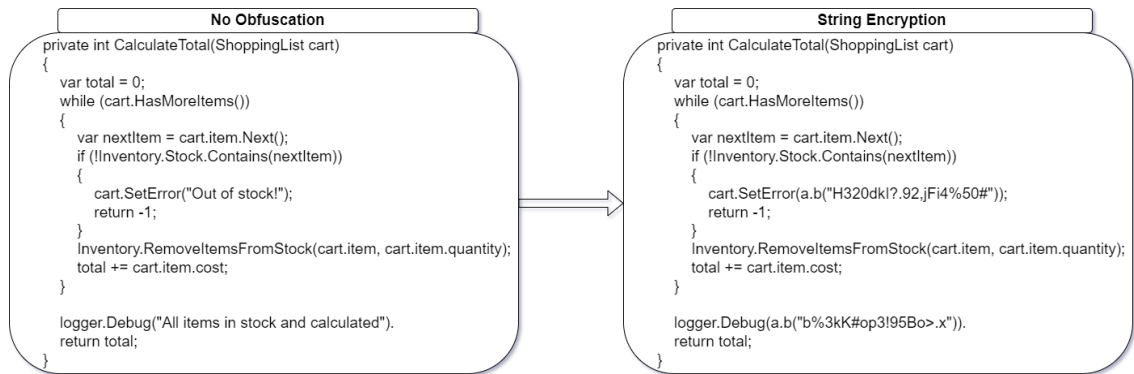 No Obfuscation
private int CalculateTotal(ShoppingList cart)
{
var total = 0;
while (cart.HasMoreItems())
{
var nextItem = cart.item.Next();
if (!Inventory.Stock.Contains(nextItem))
{
cart.SetError("Out of stock!");
return -1;
}
Inventory.RemoveItemsFromStock(cart.item, cart.item.quantity);
total += cart.item.cost;
}
logger.Debug("All items in stock and calculated").
return total;
}
String Encryption
private int CalculateTotal(ShoppingList cart)
{
var total = 0;
while (cart.HasMoreItems())
{
var nextItem = cart.item.Next();
if (!Inventory.Stock.Contains(nextItem))
{
cart.SetError(a.b("H320dkl?.92,jFi4%50#"));
return -1;
}
Inventory.RemoveItemsFromStock(cart.item, cart.item.quantity);
total += cart.item.cost;
}
logger.Debug(a.b("b%3kK#op3!95Bo>.x")).
return total;
}